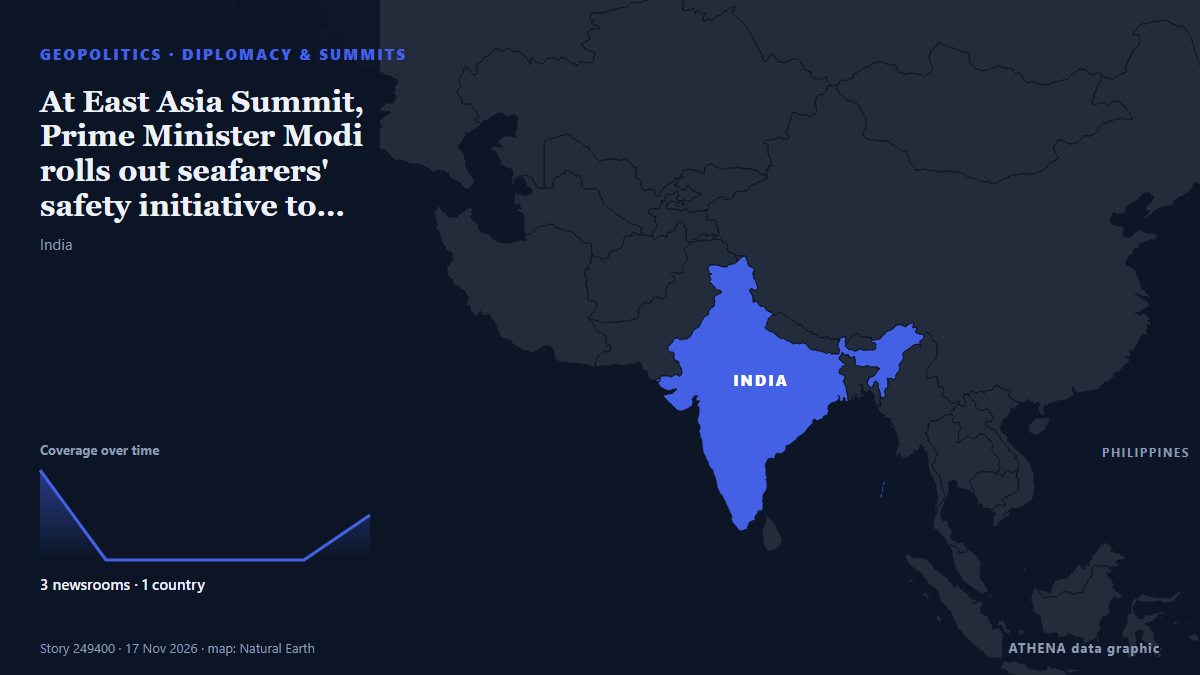 GEOPOLITICS · DIPLOMACY & SUMMITS
At East Asia Summit,
Prime Minister Modi
rolls out seafarers'
safety initiative to...
India
INDIA
PHILIPPINES
Coverage over time
3 newsrooms · 1 country
Story 249400 · 17 Nov 2026 · map: Natural Earth
ATHENA data graphic